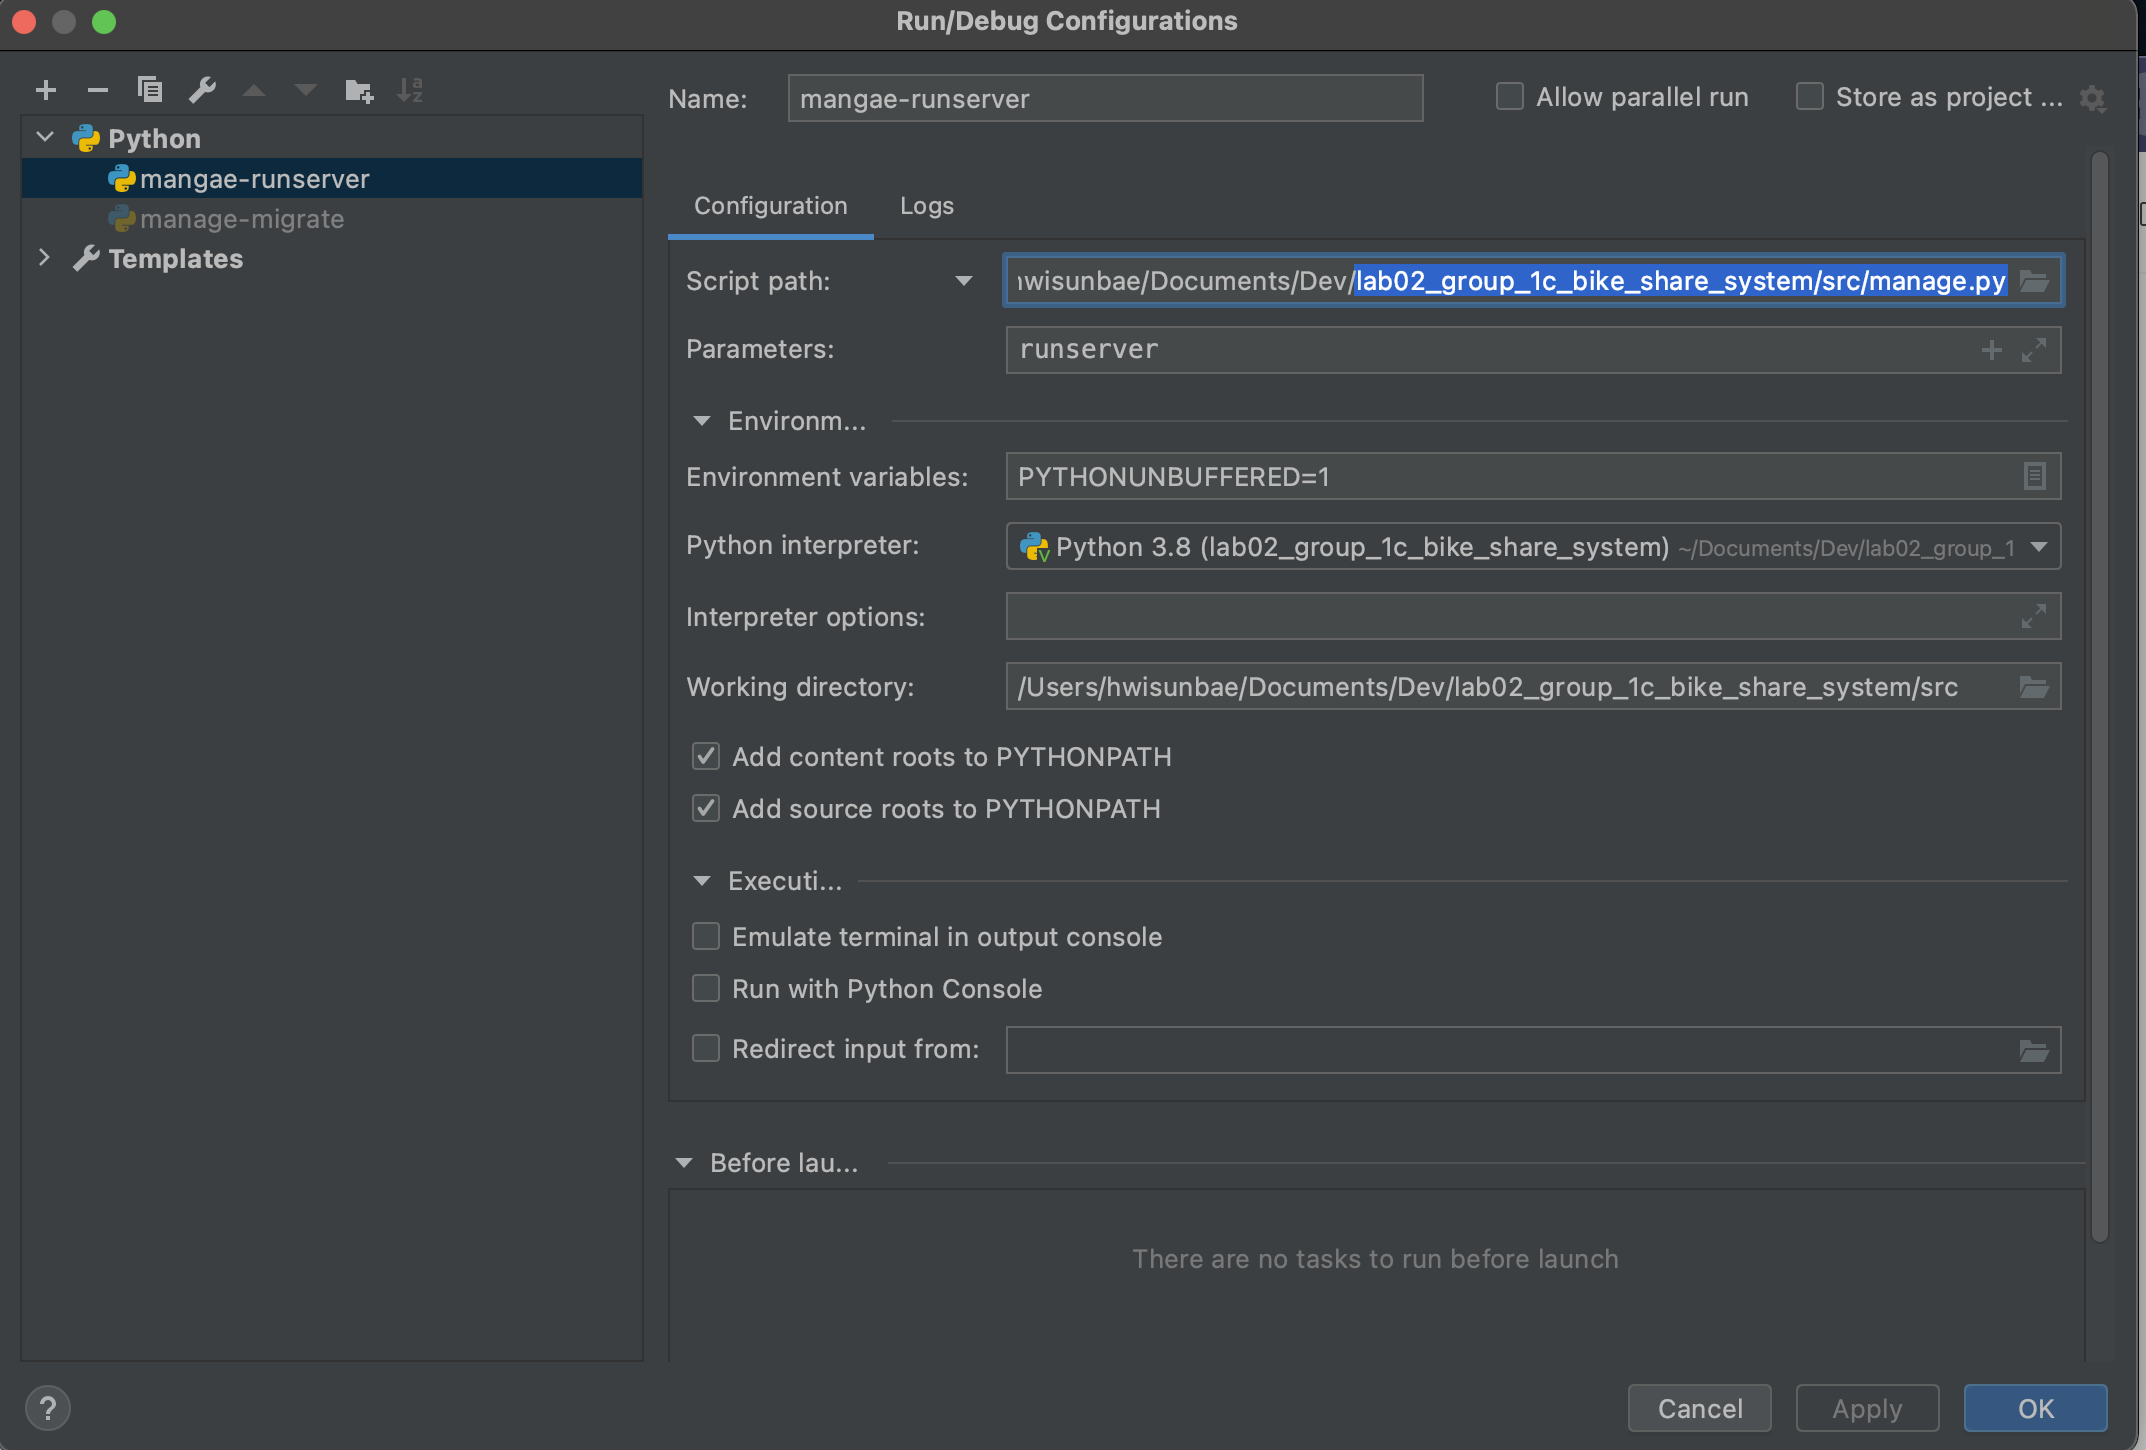 Run/Debug Configurations
Name: mangae-runserver Allow parallel run Store as project ...
Python
mangae-runserver
manage-migrate
Templates
Configuration Logs
Script path: hwisunbae/Documents/Dev/lab02_group_1c_bike_share_system/src/manage.py
Parameters: runserver
Environm...
Environment variables: PYTHONUNBUFFERED=1
Python interpreter: Python 3.8 (lab02_group_1c_bike_share_system) ~/Documents/Dev/lab02_group_1
Interpreter options:
Working directory: /Users/hwisunbae/Documents/Dev/lab02_group_1c_bike_share_system/src
Add content roots to PYTHONPATH
Add source roots to PYTHONPATH
Executi...
Emulate terminal in output console
Run with Python Console
Redirect input from:
Before lau...
There are no tasks to run before launch
? Cancel Apply OK